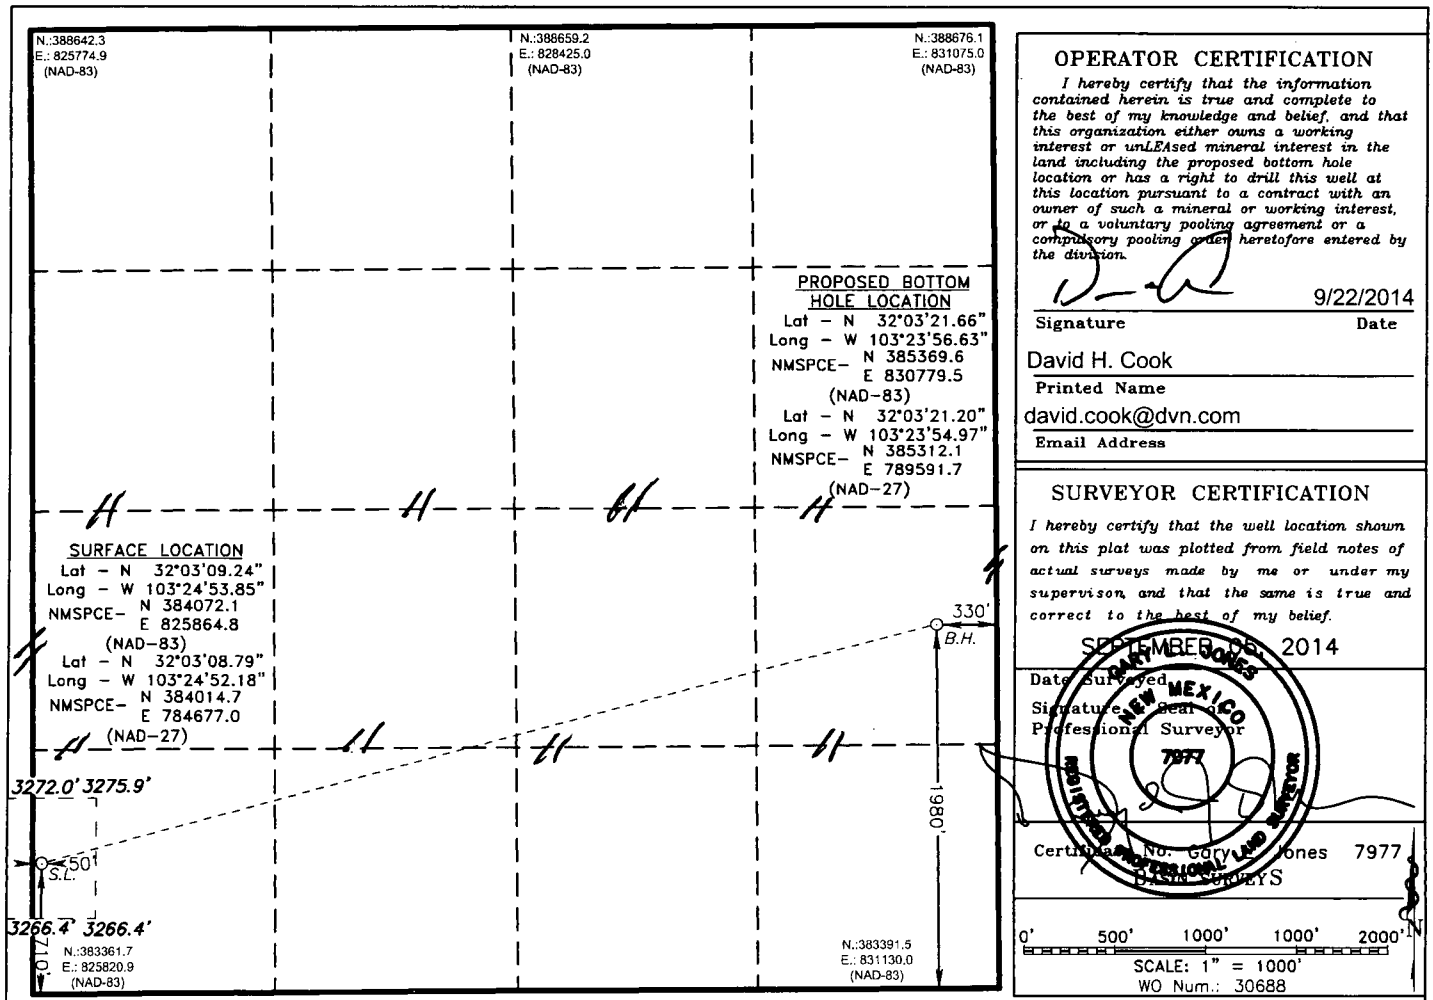 N.:388642.3
E.: 825774.9
(NAD-83)
N.:388659.2
E.: 828425.0
(NAD-83)
N.:388676.1
E.: 831075.0
(NAD-83)
PROPOSED BOTTOM
HOLE LOCATION
Lat - N 32°03'21.66"
Long - W 103°23'56.63"
NMSPCE- N 385369.6
E 830779.5
(NAD-83)
Lat - N 32°03'21.20"
Long - W 103°23'54.97"
NMSPCE- N 385312.1
E 789591.7
(NAD-27)
SURFACE LOCATION
Lat - N 32°03'09.24"
Long - W 103°24'53.85"
NMSPCE- N 384072.1
E 825864.8
(NAD-83)
Lat - N 32°03'08.79"
Long - W 103°24'52.18"
NMSPCE- N 384014.7
E 784677.0
(NAD-27)
330'
B.H.
1980'
3272.0' 3275.9'
50'
S.L.
3266.4' 3266.4'
710'
N.:383361.7
E.: 825820.9
(NAD-83)
N.:383391.5
E.: 831130.0
(NAD-83)
OPERATOR CERTIFICATION
I hereby certify that the information
contained herein is true and complete to
the best of my knowledge and belief, and that
this organization either owns a working
interest or unLEAsed mineral interest in the
land including the proposed bottom hole
location or has a right to drill this well at
this location pursuant to a contract with an
owner of such a mineral or working interest,
or to a voluntary pooling agreement or a
compulsory pooling order heretofore entered by
the division.
9/22/2014
Signature Date
David H. Cook
Printed Name
david.cook@dvn.com
Email Address
SURVEYOR CERTIFICATION
I hereby certify that the well location shown
on this plat was plotted from field notes of
actual surveys made by me or under my
supervison, and that the same is true and
correct to the best of my belief.
SEPTEMBER 05, 2014
Date Surveyed
Signature & Seal of
Professional Surveyor
GARY L. JONES
NEW MEXICO
7977
REGISTERED PROFESSIONAL LAND SURVEYOR
Certificate No. Gary L. Jones 7977
BASIN SURVEYS
0' 500' 1000' 1000' 2000'
N
SCALE: 1" = 1000'
WO Num.: 30688